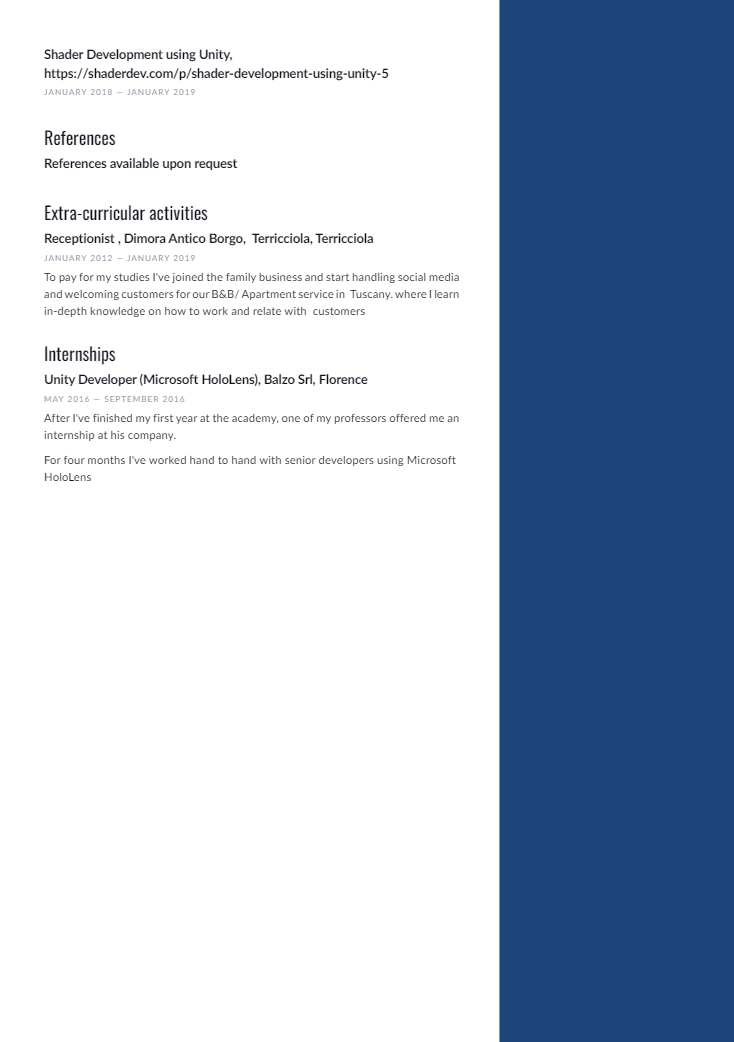 Shader Development using Unity,
https://shaderdev.com/p/shader-development-using-unity-5
JANUARY 2018 — JANUARY 2019
References
References available upon request
Extra-curricular activities
Receptionist , Dimora Antico Borgo,  Terricciola, Terricciola
JANUARY 2012 — JANUARY 2019
To pay for my studies I've joined the family business and start handling social media
and welcoming customers for our B&B/ Apartment service in  Tuscany. where I learn
in-depth knowledge on how to work and relate with  customers
Internships
Unity Developer (Microsoft HoloLens), Balzo Srl, Florence
MAY 2016 — SEPTEMBER 2016
After I've finished my first year at the academy, one of my professors offered me an
internship at his company.
For four months I've worked hand to hand with senior developers using Microsoft
HoloLens